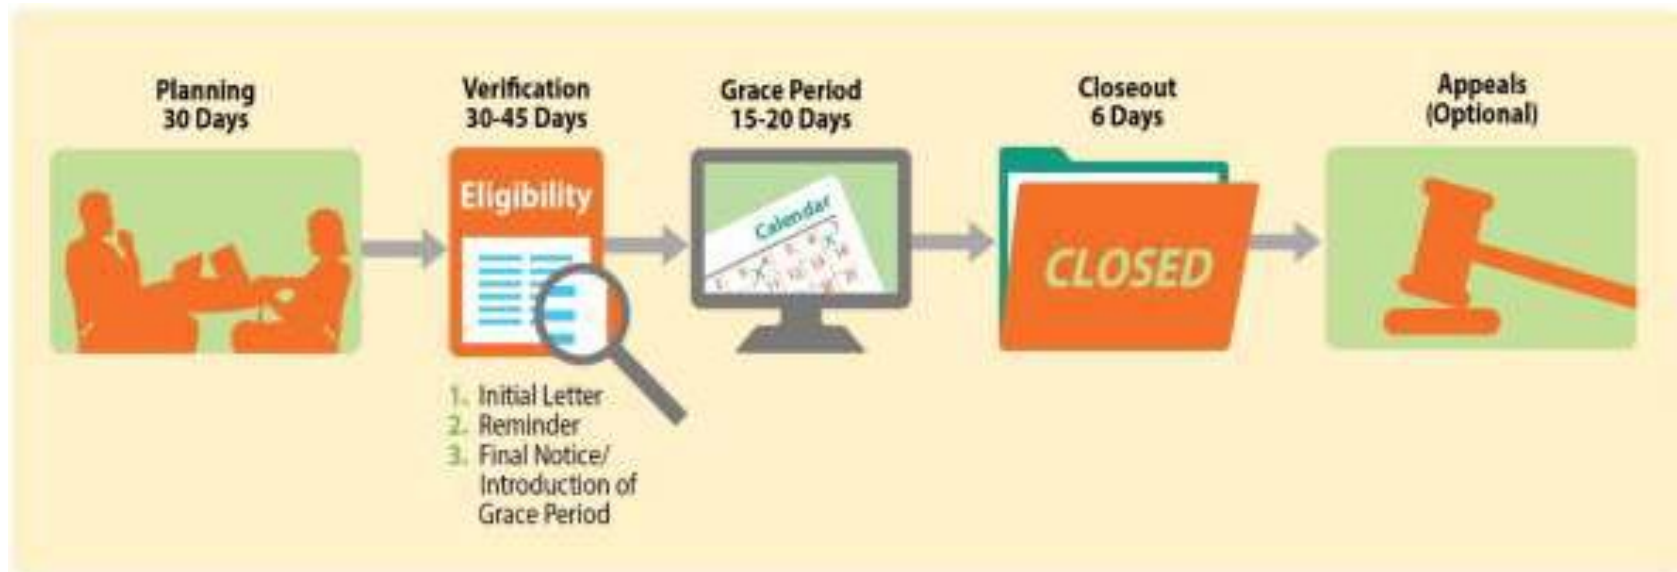 Planning
30 Days
Verification
30-45 Days
Grace Period
15-20 Days
Closeout
6 Days
Appeals
(Optional)
Eligibility
Calendar
CLOSED
1. Initial Letter
2. Reminder
3. Final Notice/
Introduction of
Grace Period